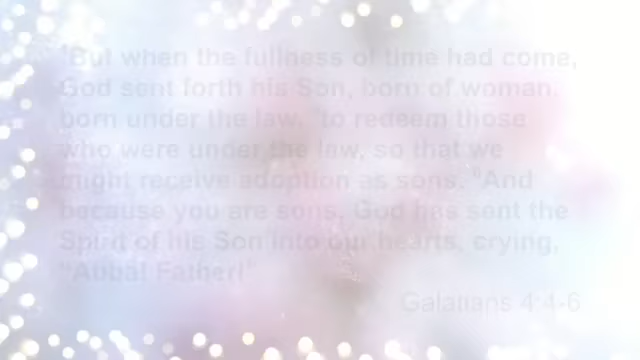 ⁴But when the fullness of time had come,
God sent forth his Son, born of woman,
born under the law, ⁵to redeem those
who were under the law, so that we
might receive adoption as sons. ⁶And
because you are sons, God has sent the
Spirit of his Son into our hearts, crying,
"Abba! Father!"
Galatians 4:4-6